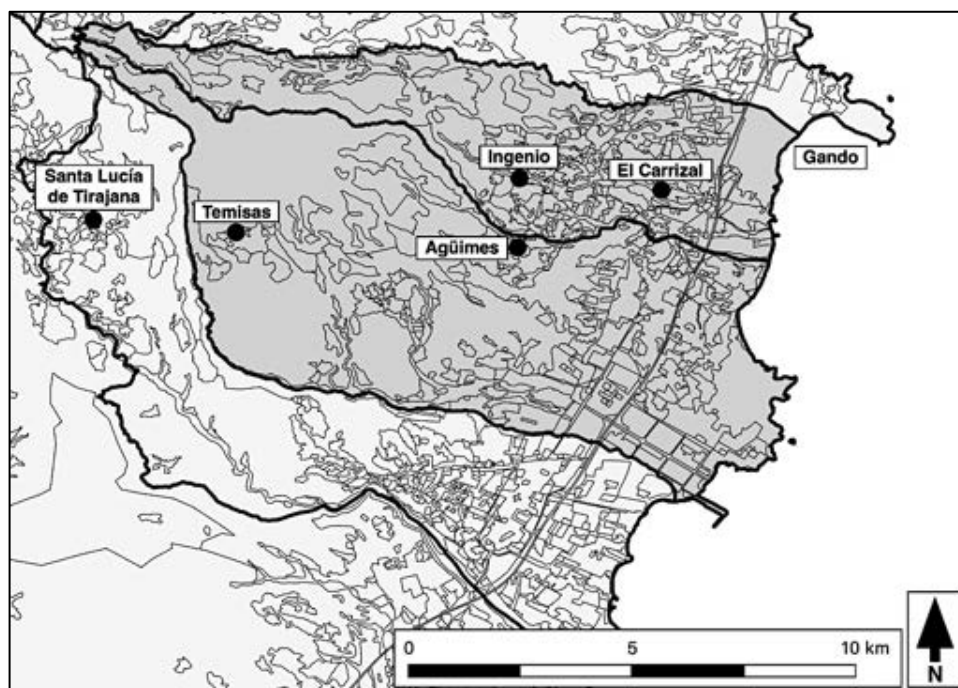 Santa Lucía
de Tirajana
Temisas
Ingenio
El Carrizal
Gando
Agüimes
0
5
10 km
N